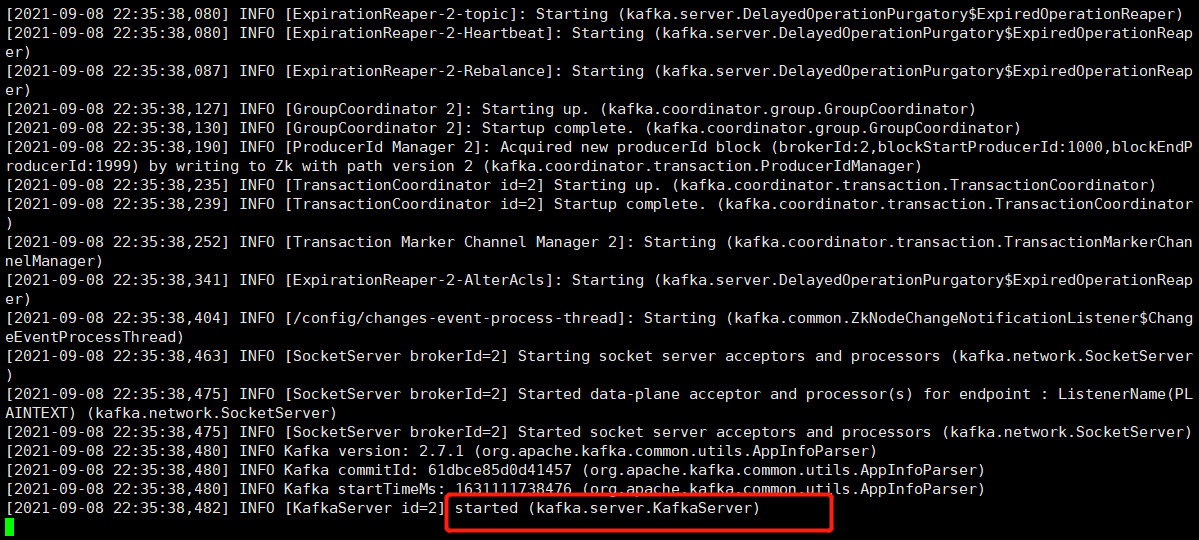 [2021-09-08 22:35:38,080] INFO [ExpirationReaper-2-topic]: Starting (kafka.server.DelayedOperationPurgatory$ExpiredOperationReaper)
[2021-09-08 22:35:38,080] INFO [ExpirationReaper-2-Heartbeat]: Starting (kafka.server.DelayedOperationPurgatory$ExpiredOperationReap
er)
[2021-09-08 22:35:38,087] INFO [ExpirationReaper-2-Rebalance]: Starting (kafka.server.DelayedOperationPurgatory$ExpiredOperationReap
er)
[2021-09-08 22:35:38,127] INFO [GroupCoordinator 2]: Starting up. (kafka.coordinator.group.GroupCoordinator)
[2021-09-08 22:35:38,130] INFO [GroupCoordinator 2]: Startup complete. (kafka.coordinator.group.GroupCoordinator)
[2021-09-08 22:35:38,190] INFO [ProducerId Manager 2]: Acquired new producerId block (brokerId:2,blockStartProducerId:1000,blockEndP
roducerId:1999) by writing to Zk with path version 2 (kafka.coordinator.transaction.ProducerIdManager)
[2021-09-08 22:35:38,235] INFO [TransactionCoordinator id=2] Starting up. (kafka.coordinator.transaction.TransactionCoordinator)
[2021-09-08 22:35:38,239] INFO [TransactionCoordinator id=2] Startup complete. (kafka.coordinator.transaction.TransactionCoordinator
)
[2021-09-08 22:35:38,252] INFO [Transaction Marker Channel Manager 2]: Starting (kafka.coordinator.transaction.TransactionMarkerChan
nelManager)
[2021-09-08 22:35:38,341] INFO [ExpirationReaper-2-AlterAcls]: Starting (kafka.server.DelayedOperationPurgatory$ExpiredOperationReap
er)
[2021-09-08 22:35:38,404] INFO [/config/changes-event-process-thread]: Starting (kafka.common.ZkNodeChangeNotificationListener$Chang
eEventProcessThread)
[2021-09-08 22:35:38,463] INFO [SocketServer brokerId=2] Starting socket server acceptors and processors (kafka.network.SocketServer
)
[2021-09-08 22:35:38,475] INFO [SocketServer brokerId=2] Started data-plane acceptor and processor(s) for endpoint : ListenerName(PL
AINTEXT) (kafka.network.SocketServer)
[2021-09-08 22:35:38,475] INFO [SocketServer brokerId=2] Started socket server acceptors and processors (kafka.network.SocketServer)
[2021-09-08 22:35:38,480] INFO Kafka version: 2.7.1 (org.apache.kafka.common.utils.AppInfoParser)
[2021-09-08 22:35:38,480] INFO Kafka commitId: 61dbce85d0d41457 (org.apache.kafka.common.utils.AppInfoParser)
[2021-09-08 22:35:38,480] INFO Kafka startTimeMs: 1631111738476 (org.apache.kafka.common.utils.AppInfoParser)
[2021-09-08 22:35:38,482] INFO [KafkaServer id=2] started (kafka.server.KafkaServer)